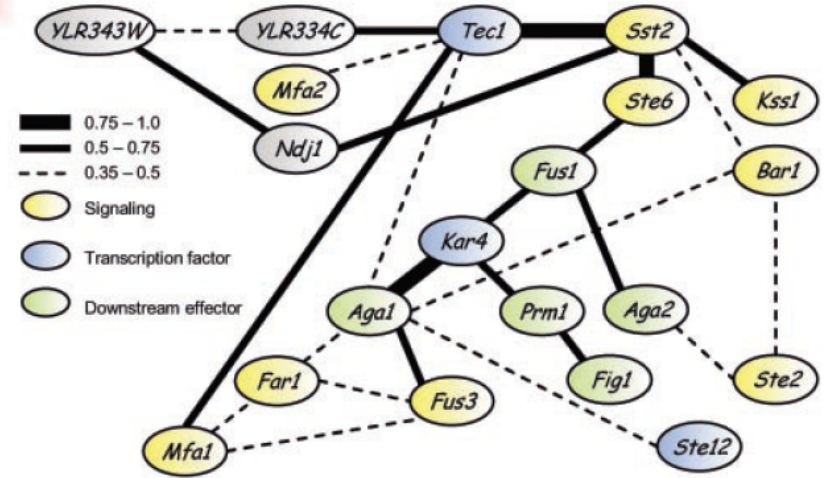 YLR343W
YLR334C
Tec1
Sst2
Mfa2
Ste6
Kss1
0.75 – 1.0
0.5 – 0.75
0.35 – 0.5
Ndj1
Fus1
Bar1
Signaling
Kar4
Transcription factor
Downstream effector
Aga1
Prm1
Aga2
Far1
Fus3
Fig1
Ste2
Mfa1
Ste12